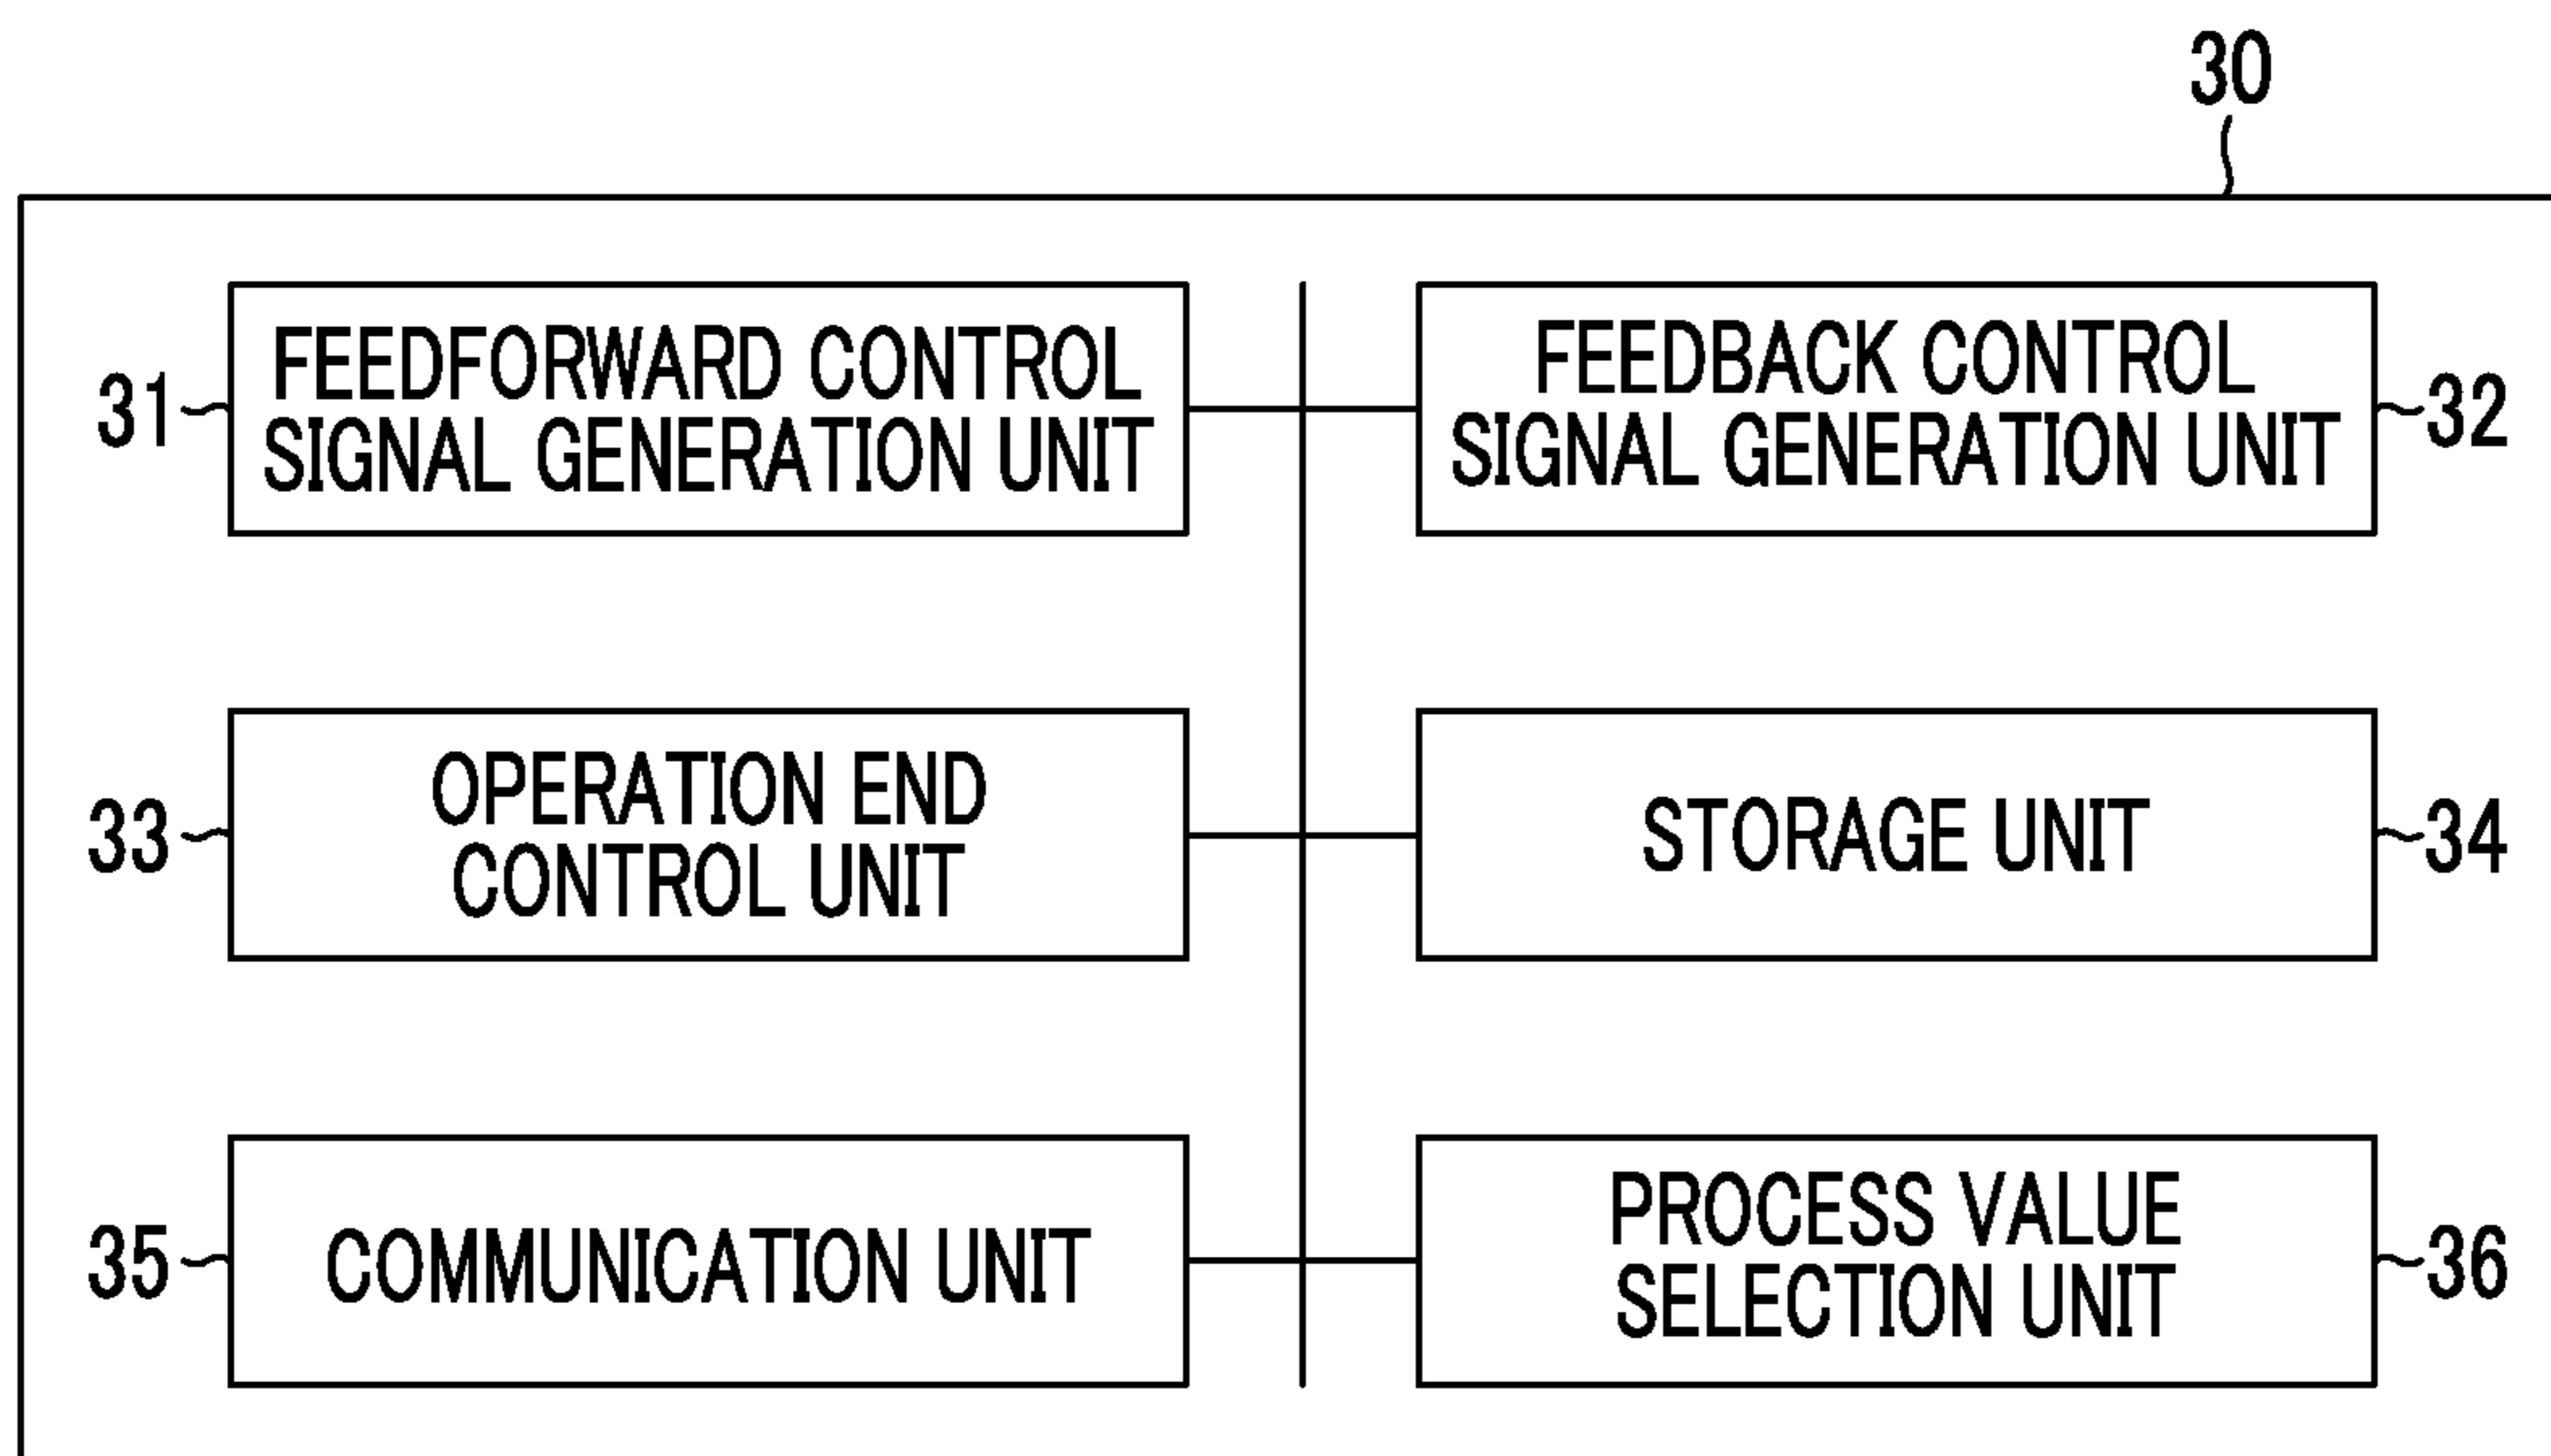 30
31
FEEDFORWARD CONTROL
SIGNAL GENERATION UNIT
FEEDBACK CONTROL
SIGNAL GENERATION UNIT
32
33
OPERATION END
CONTROL UNIT
STORAGE UNIT
34
35
COMMUNICATION UNIT
PROCESS VALUE
SELECTION UNIT
36